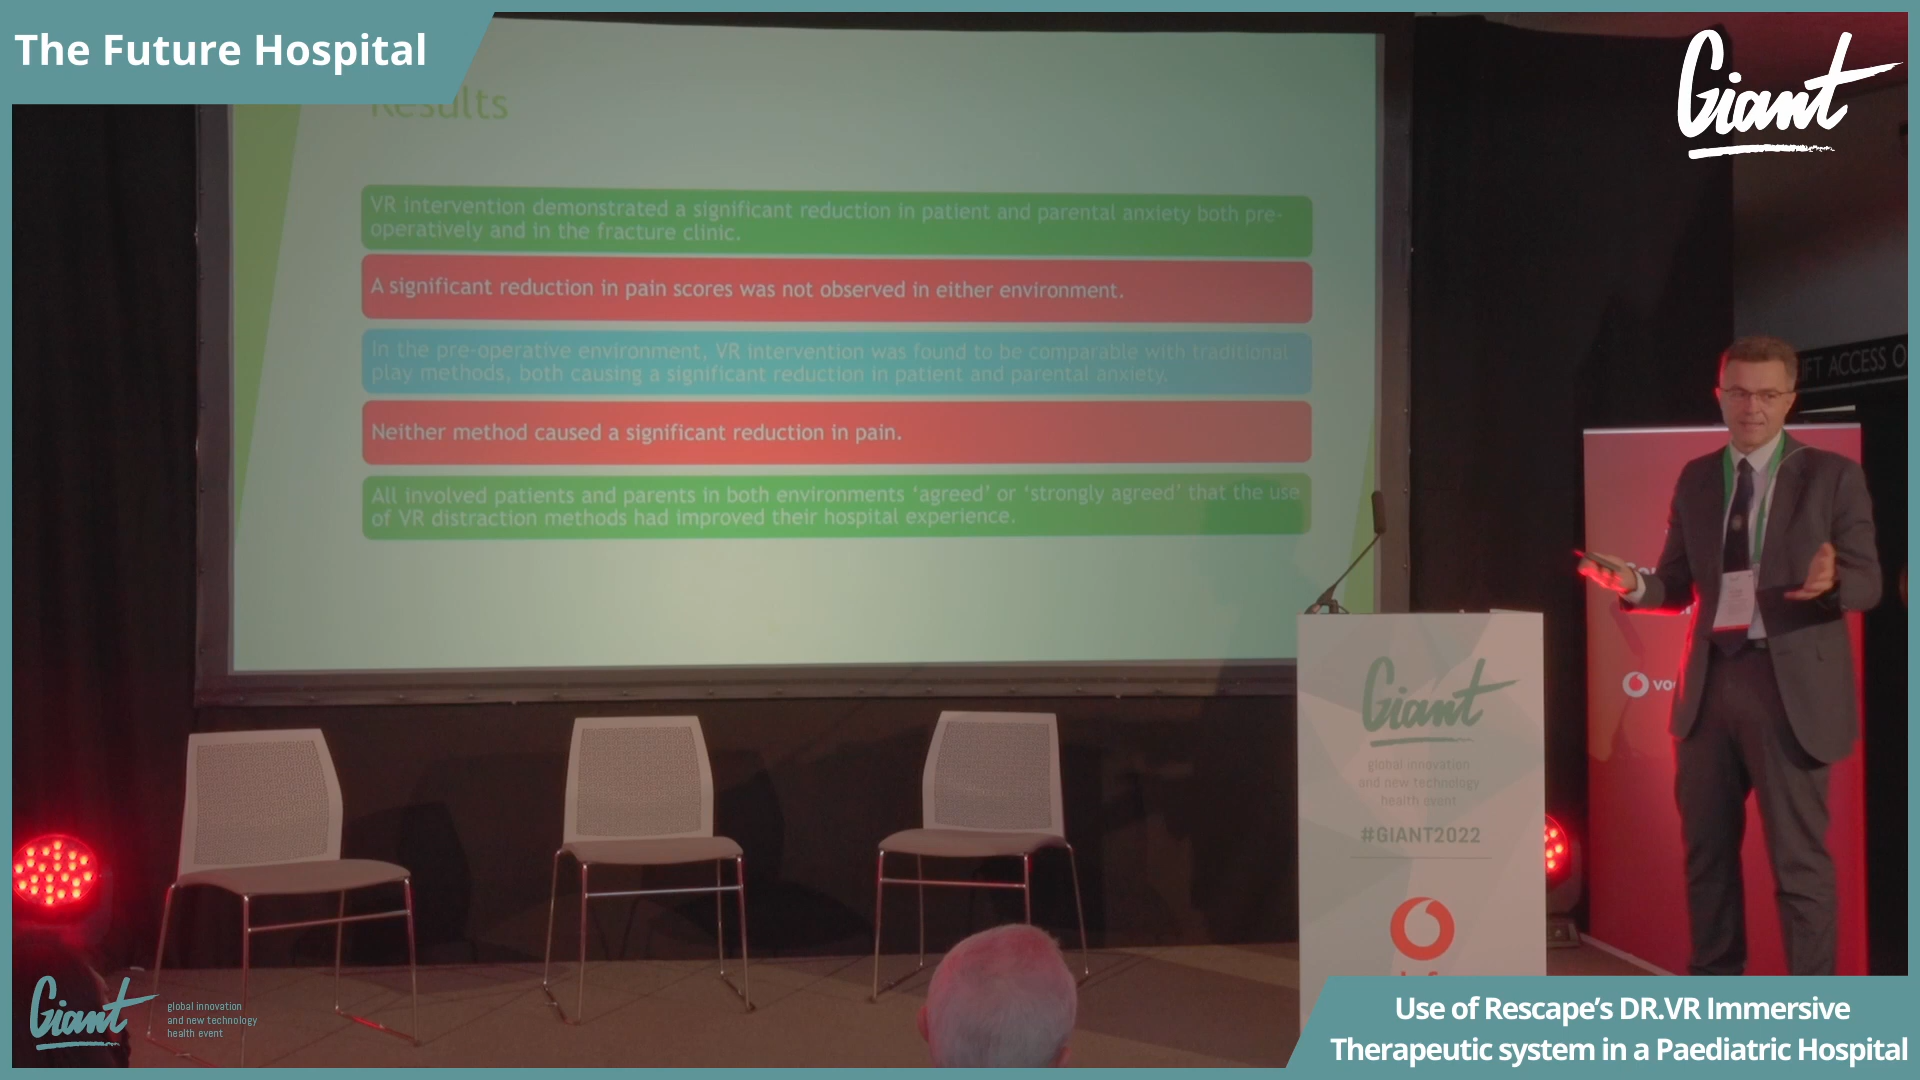 The Future Hospital
Giant
Results
VR intervention demonstrated a significant reduction in patient and parental anxiety both pre-
operatively and in the fracture clinic.
A significant reduction in pain scores was not observed in either environment.
In the pre-operative environment, VR intervention was found to be comparable with traditional
play methods, both causing a significant reduction in patient and parental anxiety.
Neither method caused a significant reduction in pain.
All involved patients and parents in both environments ‘agreed’ or ‘strongly agreed’ that the use
of VR distraction methods had improved their hospital experience.
ACCESS
Giant
global innovation
and new technology
health event
#GIANT2022
Giant
global innovation
and new technology
health event
Use of Rescape’s DR.VR Immersive
Therapeutic system in a Paediatric Hospital